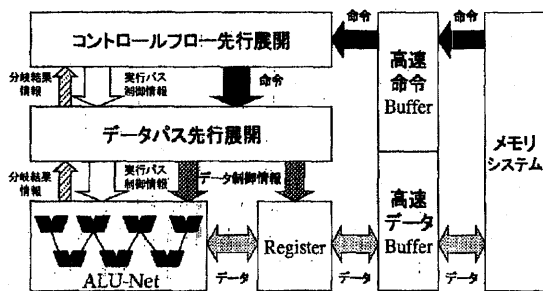 コントロールフロー先行展開
命令
命令
高速
命令
Buffer
メモリ
システム
分岐結果
情報
実行パス
制御情報
命令
データパス先行展開
分岐結果
情報
実行パス
制御情報
データ制御情報
高速
データ
Buffer
Register
ALU-Net
データ
データ
データ